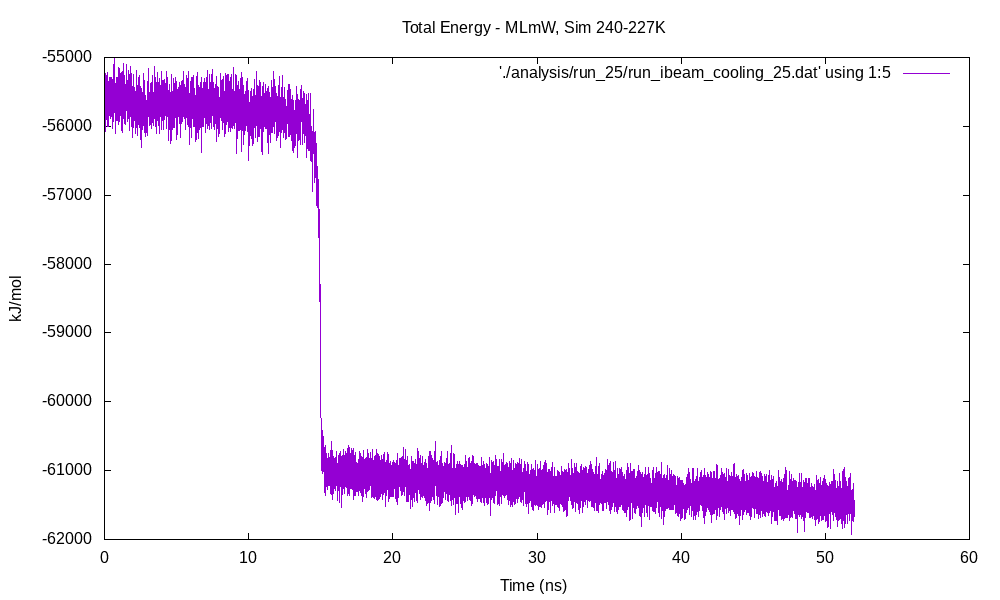 Total Energy - MLmW, Sim 240-227K
'./analysis/run_25/run_ibeam_cooling_25.dat' using 1:5
-55000
-56000
-57000
-58000
-59000
-60000
-61000
-62000
kJ/mol
0 10 20 30 40 50 60
Time (ns)